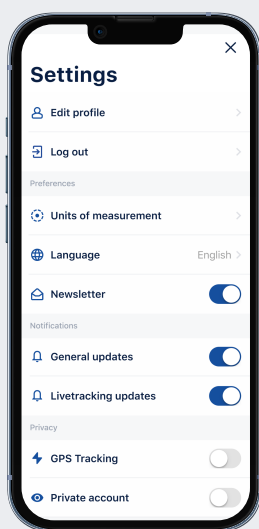 Settings
Edit profile
Log out
Preferences
Units of measurement
Language English
Newsletter
Notifications
General updates
Livetracking updates
Privacy
GPS Tracking
Private account